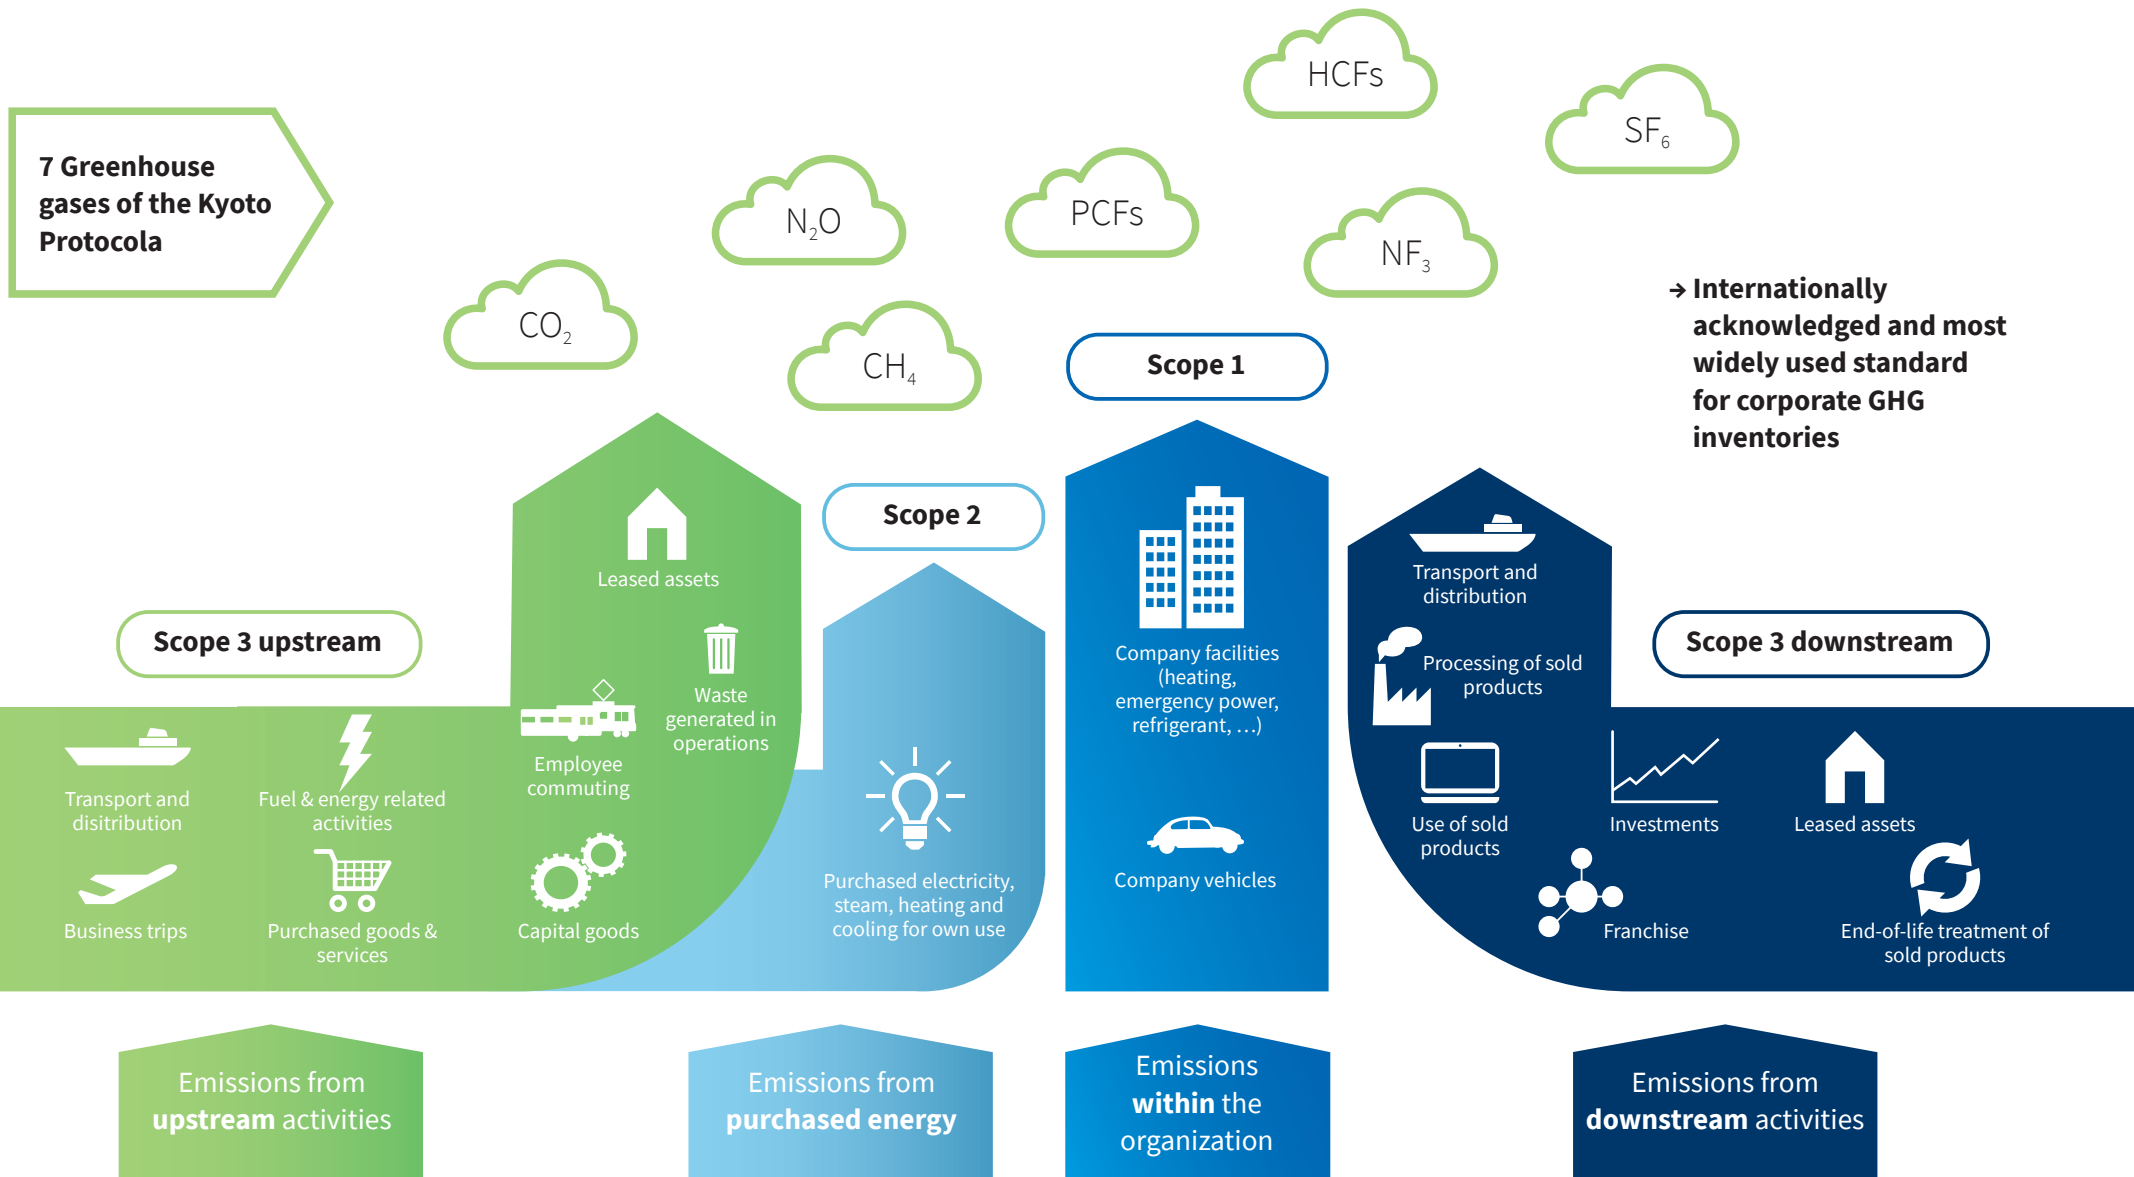 7 Greenhouse
gases of the Kyoto
Protocola
HCFs
SF₆
N₂O
PCFs
NF₃
CO₂
CH₄
→ Internationally
acknowledged and most
widely used standard
for corporate GHG
inventories
Scope 3 upstream
Transport and
disitribution
Fuel & energy related
activities
Business trips
Purchased goods &
services
Leased assets
Waste
generated in
operations
Employee
commuting
Capital goods
Scope 2
Purchased electricity,
steam, heating and
cooling for own use
Scope 1
Company facilities
(heating,
emergency power,
refrigerant, …)
Company vehicles
Scope 3 downstream
Transport and
distribution
Processing of sold
products
Use of sold
products
Investments
Leased assets
Franchise
End-of-life treatment of
sold products
Emissions from
upstream activities
Emissions from
purchased energy
Emissions
within the
organization
Emissions from
downstream activities